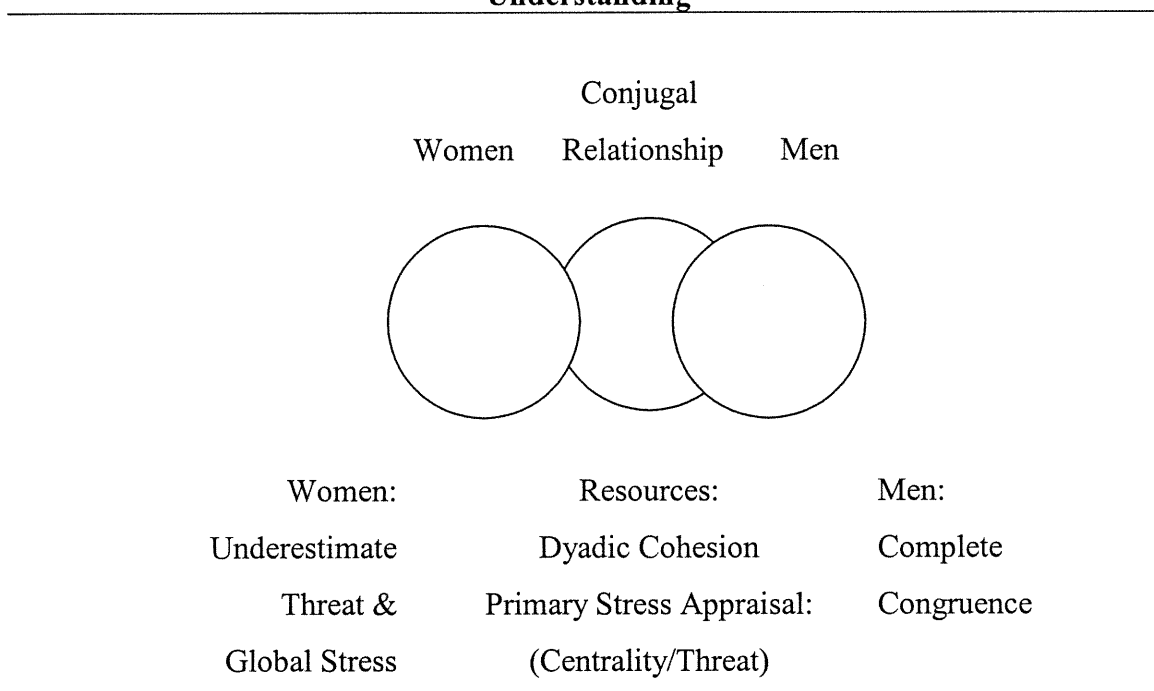 Understanding
Conjugal
Women Relationship Men
Women: Resources: Men:
Underestimate Dyadic Cohesion Complete
Threat & Primary Stress Appraisal: Congruence
Global Stress (Centrality/Threat)